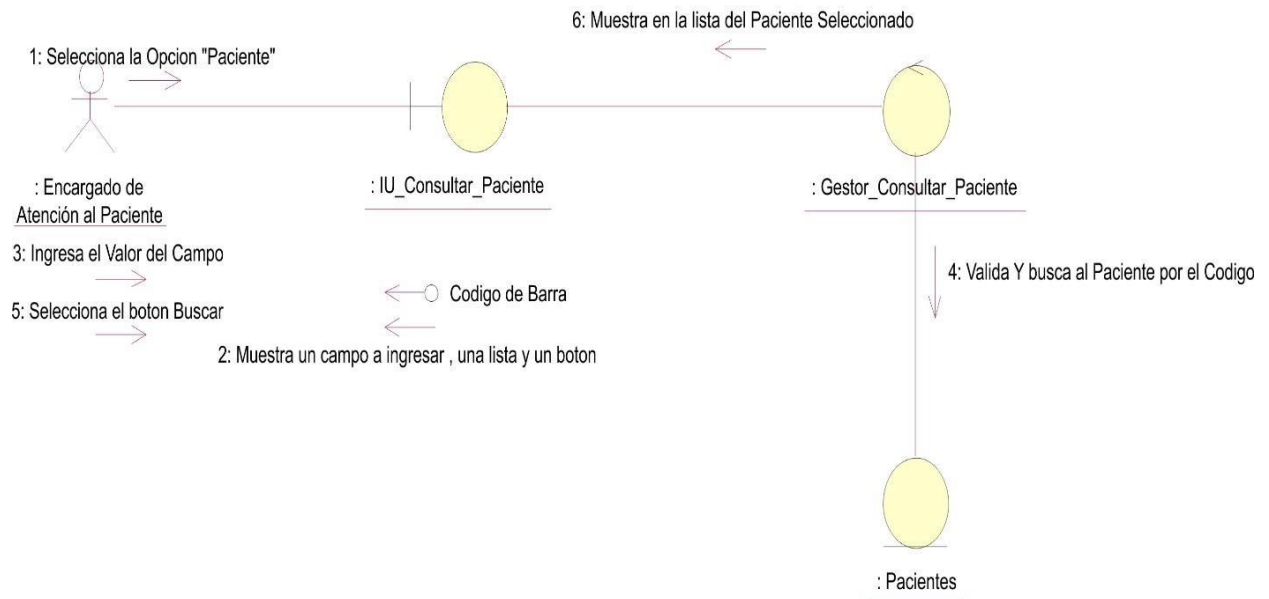 6: Muestra en la lista del Paciente Seleccionado
1: Selecciona la Opcion "Paciente"
: Encargado de
Atención al Paciente
: IU_Consultar_Paciente
: Gestor_Consultar_Paciente
3: Ingresa el Valor del Campo
4: Valida Y busca al Paciente por el Codigo
Codigo de Barra
5: Selecciona el boton Buscar
2: Muestra un campo a ingresar , una lista y un boton
: Pacientes